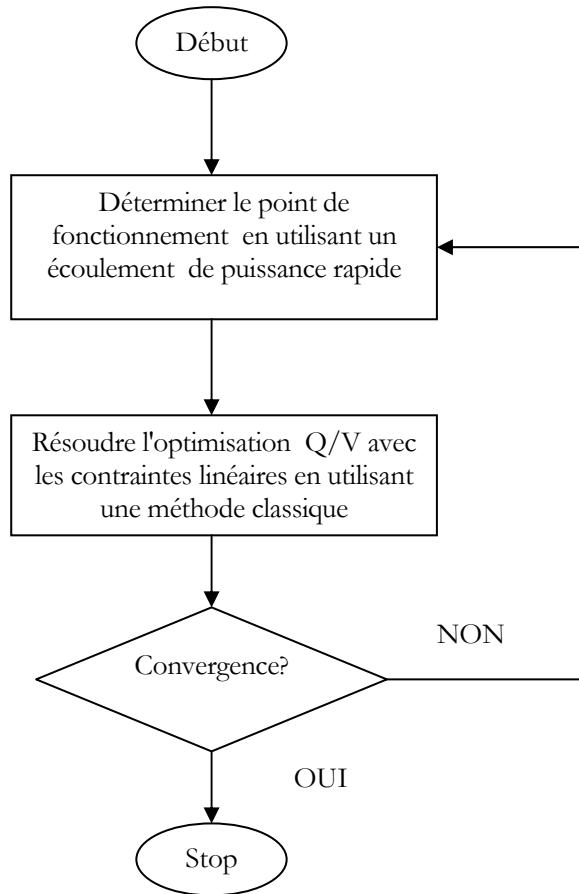 Début
Déterminer le point de
fonctionnement en utilisant un
écoulement de puissance rapide
Résoudre l'optimisation Q/V avec
les contraintes linéaires en utilisant
une méthode classique
Convergence?
NON
OUI
Stop